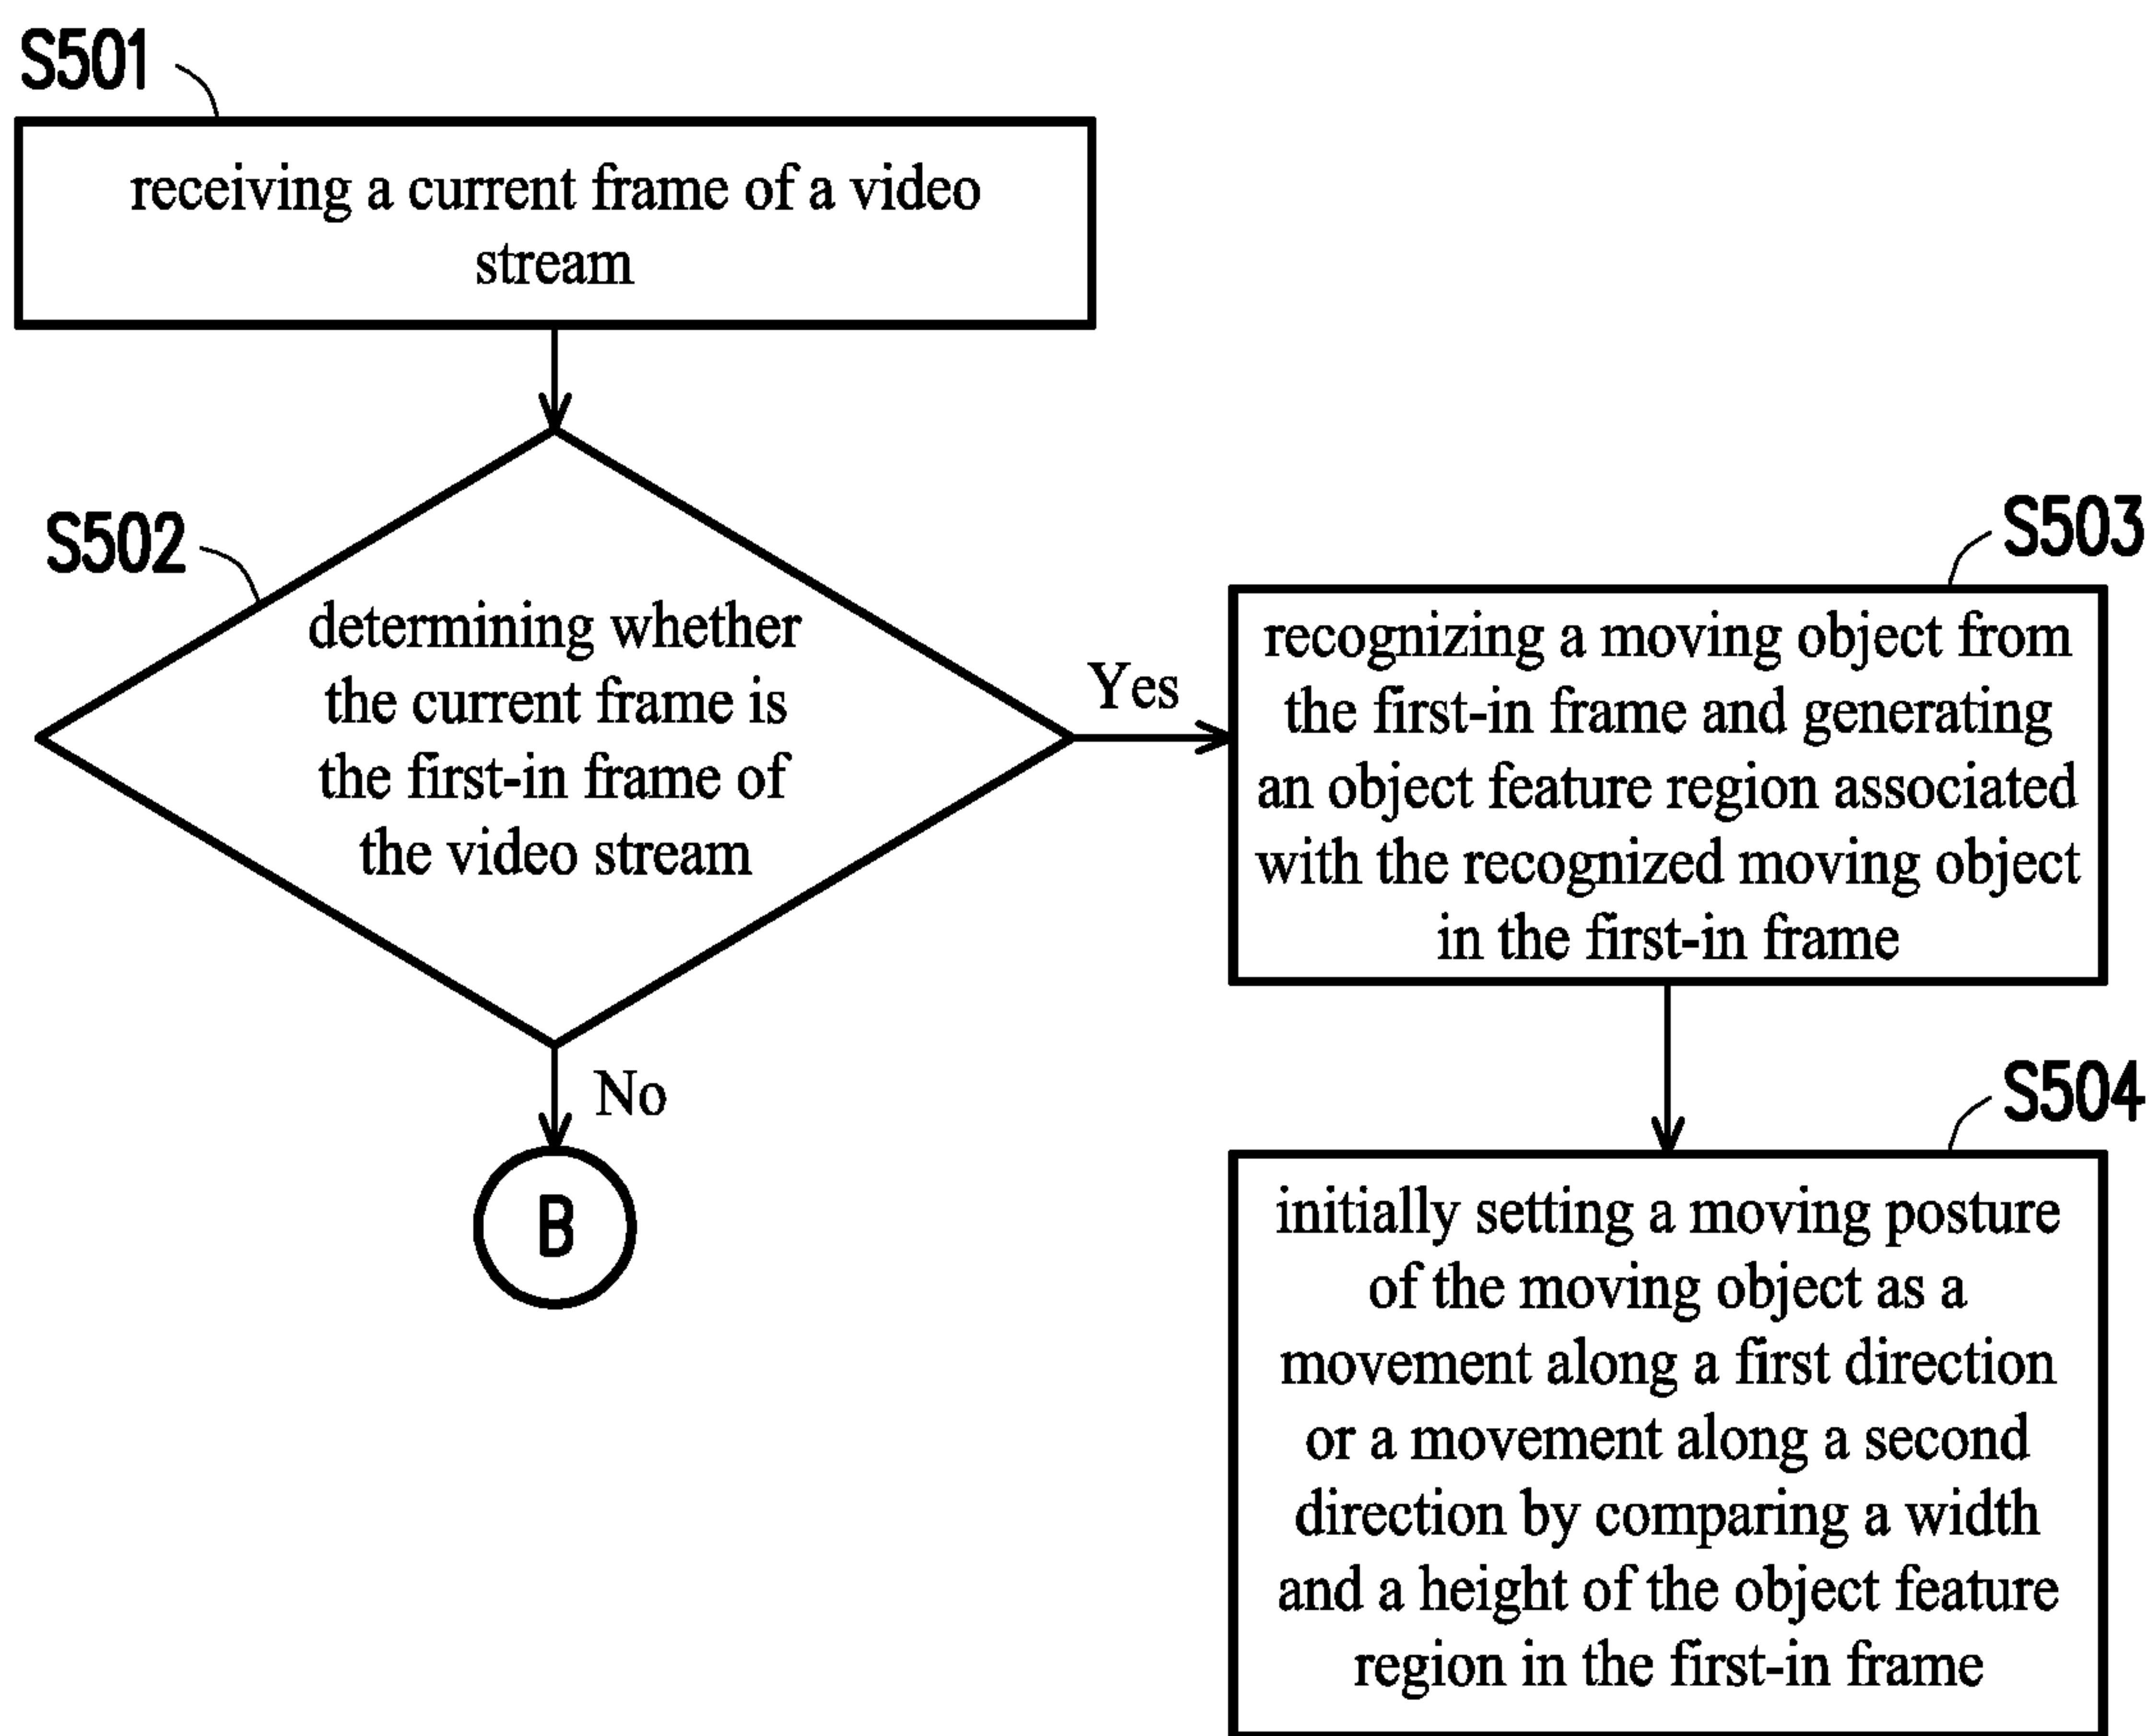 S501
receiving a current frame of a video
stream
S502
determining whether
the current frame is
the first-in frame of
the video stream
Yes
No
B
S503
recognizing a moving object from
the first-in frame and generating
an object feature region associated
with the recognized moving object
in the first-in frame
S504
initially setting a moving posture
of the moving object as a
movement along a first direction
or a movement along a second
direction by comparing a width
and a height of the object feature
region in the first-in frame